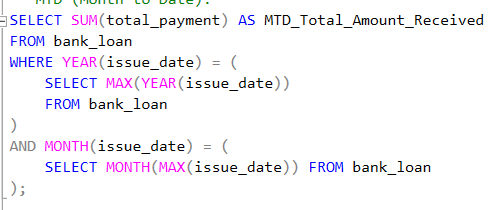 MTD (Month to Date):
SELECT SUM(total_payment) AS MTD_Total_Amount_Received
FROM bank_loan
WHERE YEAR(issue_date) = (
    SELECT MAX(YEAR(issue_date))
    FROM bank_loan
)
AND MONTH(issue_date) = (
    SELECT MONTH(MAX(issue_date)) FROM bank_loan
);